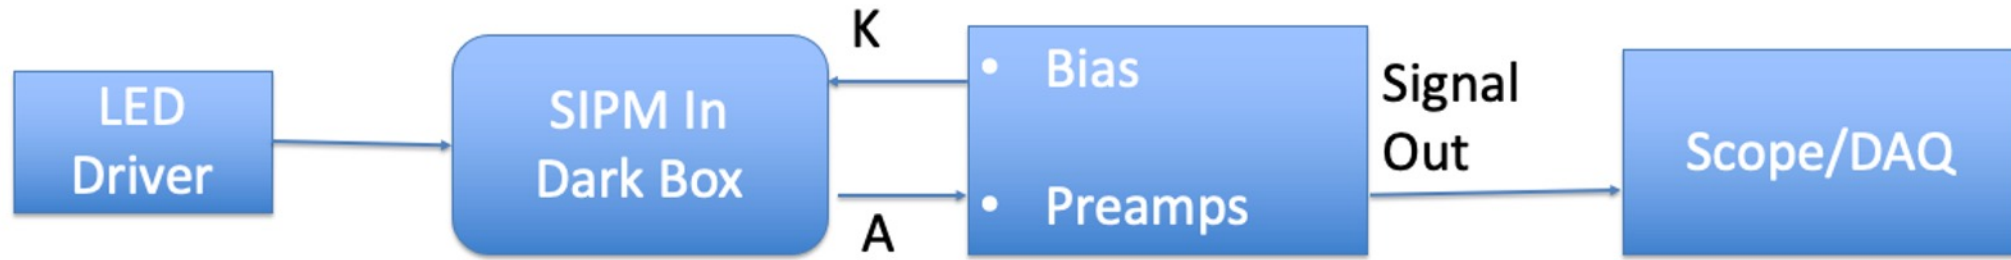 LED
Driver
SIPM In
Dark Box
K
A
• Bias
• Preamps
Signal
Out
Scope/DAQ